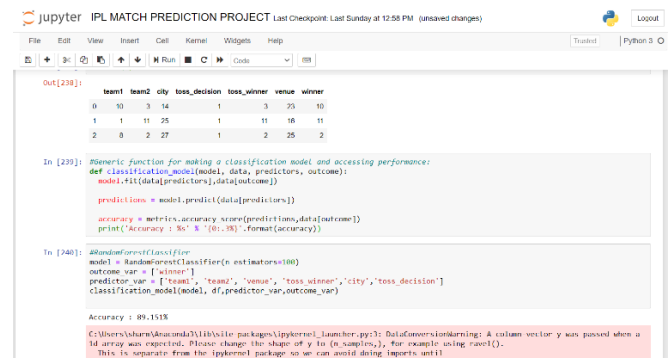 jupyter IPL MATCH PREDICTION PROJECT Last Checkpoint: Last Sunday at 12:58 PM (unsaved changes)
Logout
File Edit View Insert Cell Kernel Widgets Help
Trusted Python 3
Run Code
Out[238]:
team1 team2 city toss_decision toss_winner venue winner
0 10 3 14 1 3 23 10
1 1 11 25 1 11 18 11
2 8 2 27 1 2 25 2
In [239]: #Generic function for making a classification model and accessing performance:
def classification_model(model, data, predictors, outcome):
model.fit(data[predictors],data[outcome])
predictions = model.predict(data[predictors])
accuracy = metrics.accuracy_score(predictions,data[outcome])
print('Accuracy : %s' % '{0:.3%}'.format(accuracy))
In [240]: #RandomForestClassifier
model = RandomForestClassifier(n_estimators=100)
outcome_var = ['winner']
predictor_var = ['team1', 'team2', 'venue', 'toss_winner','city','toss_decision']
classification_model(model, df,predictor_var,outcome_var)
Accuracy : 89.151%
C:\Users\sharm\Anaconda3\lib\site-packages\ipykernel_launcher.py:3: DataConversionWarning: A column vector y was passed when a
1d array was expected. Please change the shape of y to (n_samples,), for example using ravel().
This is separate from the ipykernel package so we can avoid doing imports until